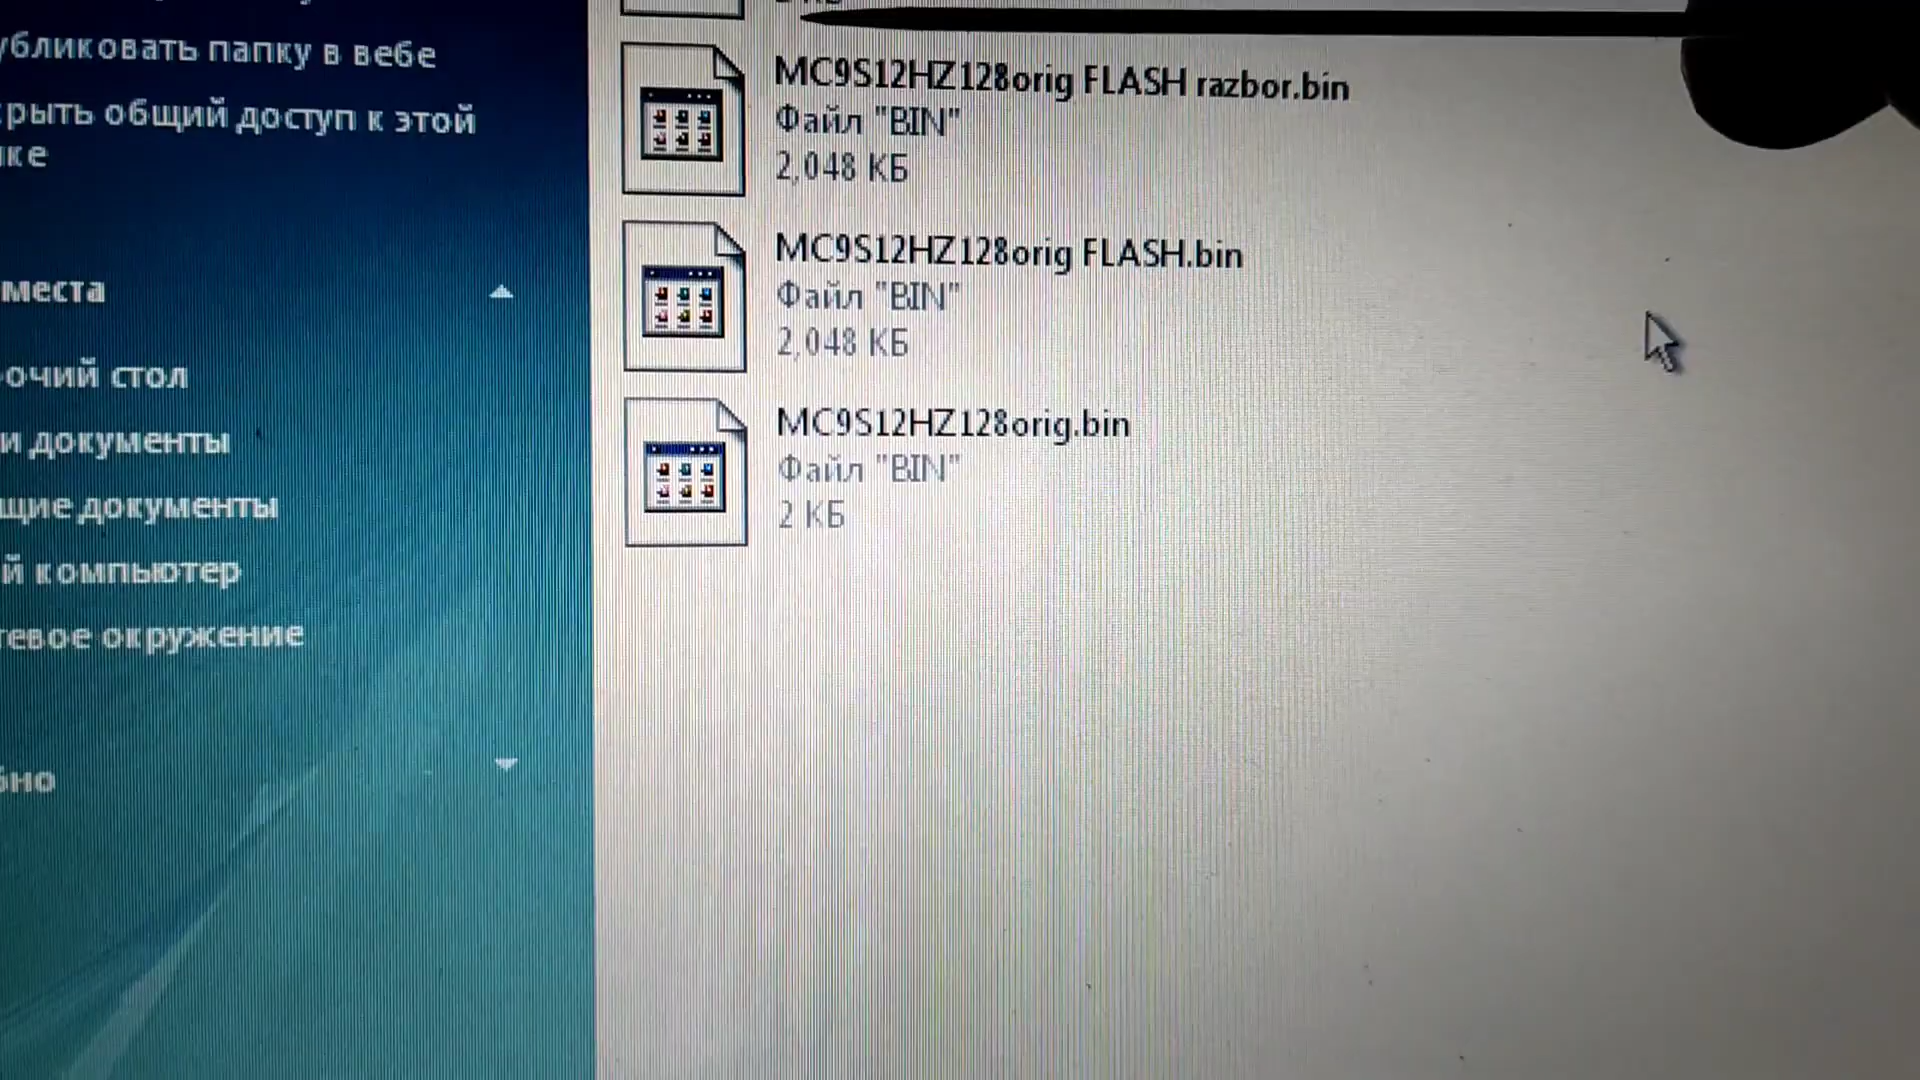 убликовать папку в вебе
крыть общий доступ к этой
ке
места
очий стол
и документы
щие документы
й компьютер
тевое окружение
бно
MC9S12HZ128orig FLASH razbor.bin
Файл "BIN"
2,048 КБ
MC9S12HZ128orig FLASH.bin
Файл "BIN"
2,048 КБ
MC9S12HZ128orig.bin
Файл "BIN"
2 КБ